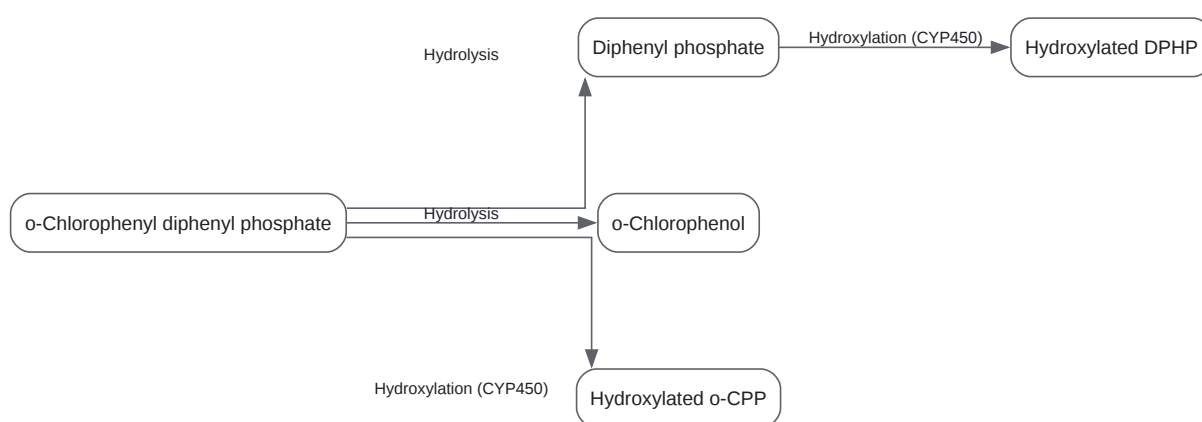 Hydrolysis
Diphenyl phosphate
Hydroxylation (CYP450)
Hydroxylated DPHP
o-Chlorophenyl diphenyl phosphate
Hydrolysis
o-Chlorophenol
Hydroxylation (CYP450)
Hydroxylated o-CPP